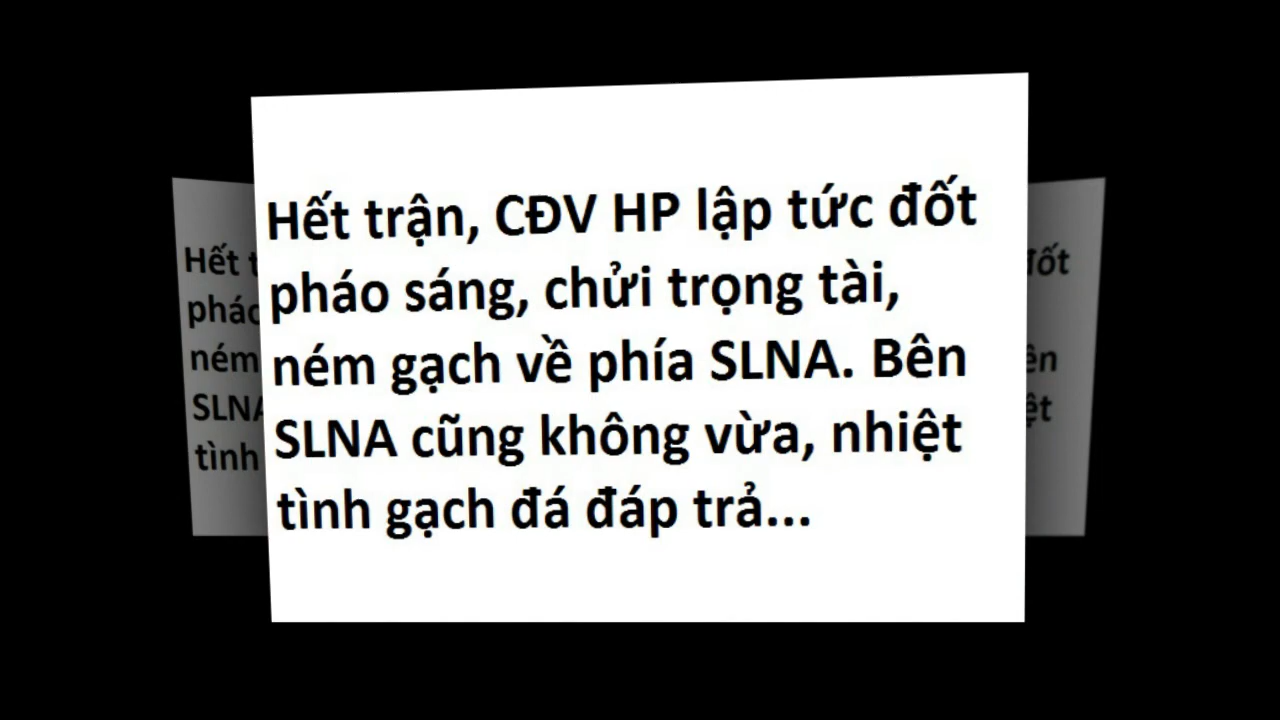 Hết trận, CĐV HP lập tức đốt
pháo sáng, chửi trọng tài,
ném gạch về phía SLNA. Bên
SLNA cũng không vừa, nhiệt
tình gạch đá đáp trả...